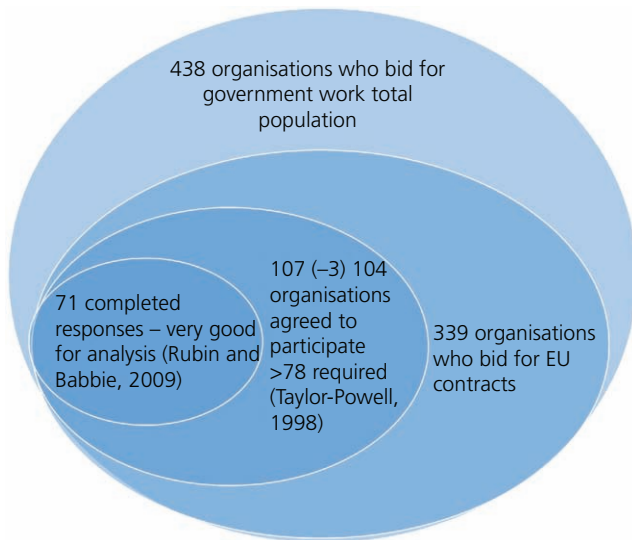 438 organisations who bid for
government work total
population
107 (–3) 104
organisations
agreed to
participate
>78 required
(Taylor-Powell,
1998)
71 completed
responses – very good
for analysis (Rubin and
Babbie, 2009)
339 organisations
who bid for EU
contracts